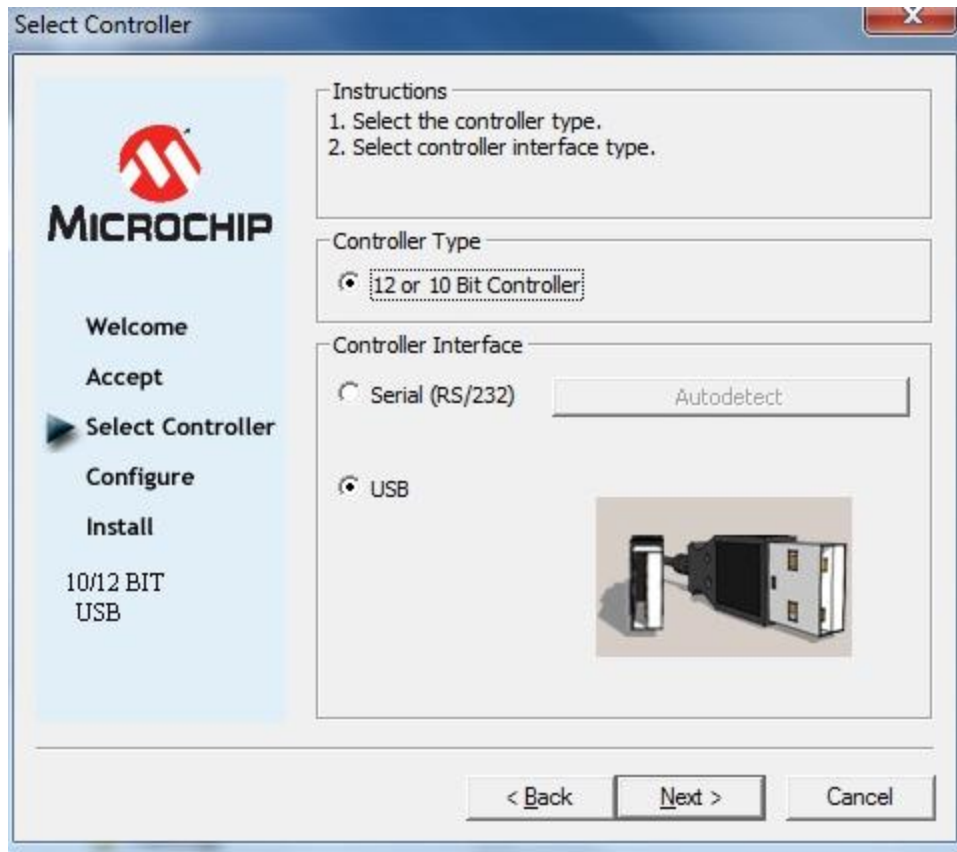 Select Controller
MICROCHIP
Welcome
Accept
Select Controller
Configure
Install
10/12 BIT
USB
Instructions
1. Select the controller type.
2. Select controller interface type.
Controller Type
12 or 10 Bit Controller
Controller Interface
Serial (RS/232)
Autodetect
USB
< Back
Next >
Cancel